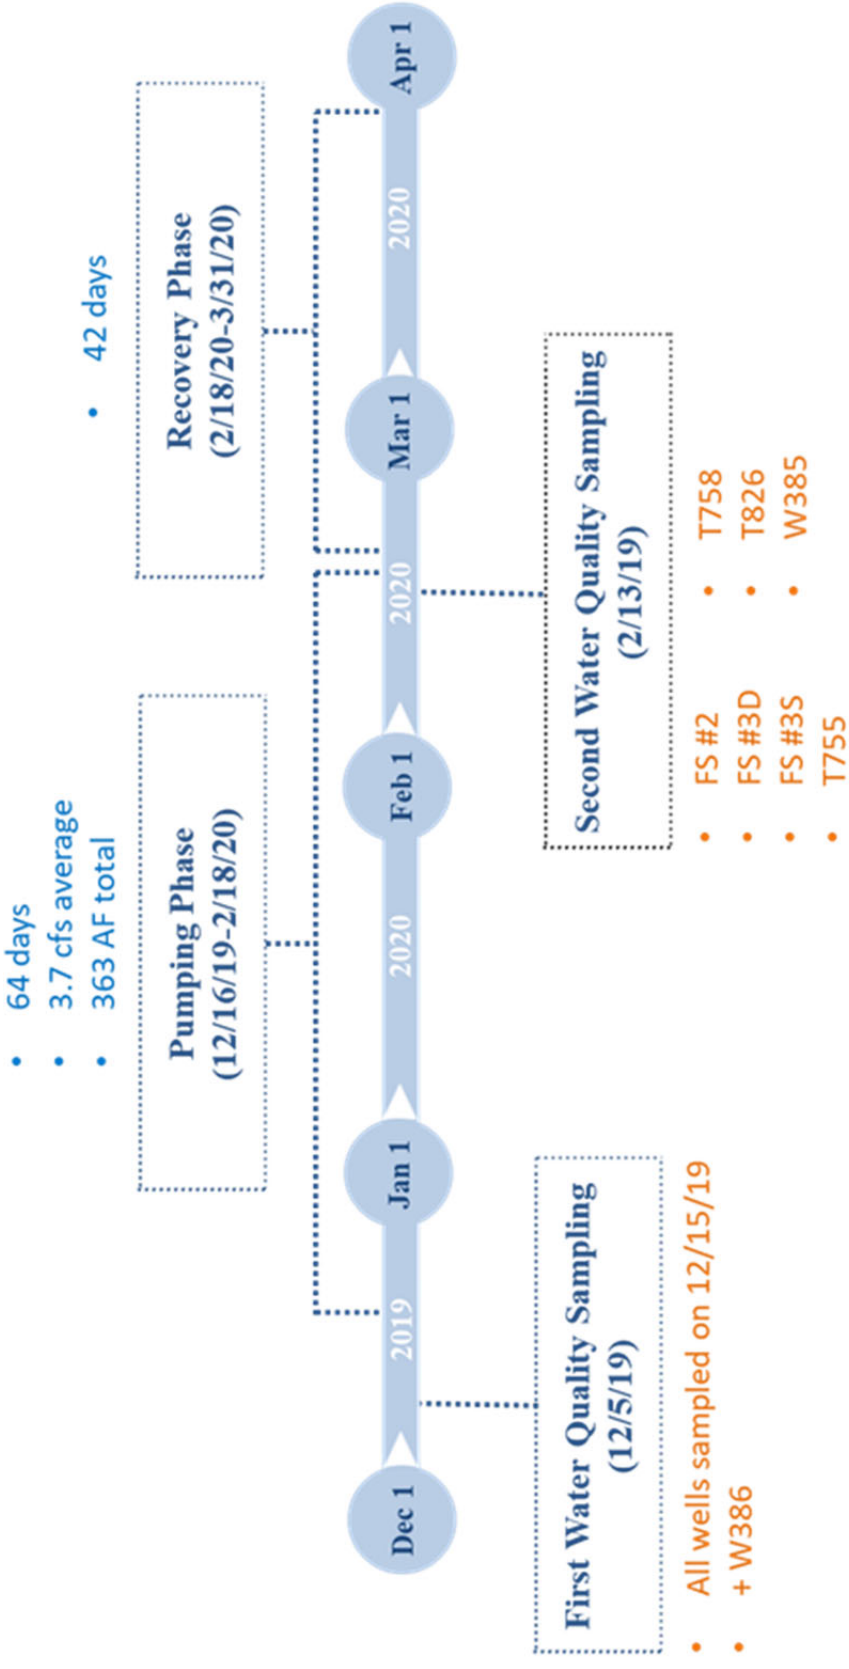 • 64 days
• 3.7 cfs average
• 363 AF total
• 42 days
Pumping Phase
(12/16/19-2/18/20)
Recovery Phase
(2/18/20-3/31/20)
Dec 1
2019
Jan 1
2020
Feb 1
2020
Mar 1
2020
Apr 1
First Water Quality Sampling
(12/5/19)
• All wells sampled on 12/15/19
• + W386
Second Water Quality Sampling
(2/13/19)
• FS #2
• FS #3D
• FS #3S
• T755
• T758
• T826
• W385